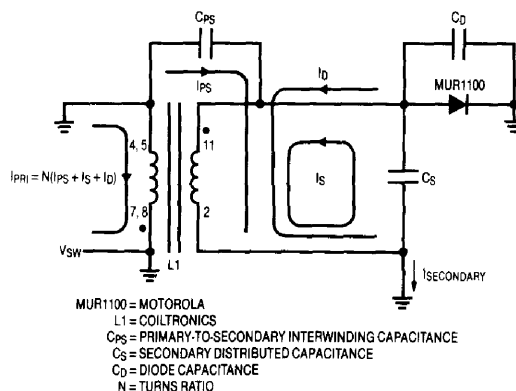 CPS
CD
IPS
ID
MUR1100
4, 5
11
IPRI = N(IPS + IS + ID)
IS
CS
7, 8
2
VSW
L1
ISECONDARY
MUR1100 = MOTOROLA
L1 = COILTRONICS
CPS = PRIMARY-TO-SECONDARY INTERWINDING CAPACITANCE
CS = SECONDARY DISTRIBUTED CAPACITANCE
CD = DIODE CAPACITANCE
N = TURNS RATIO